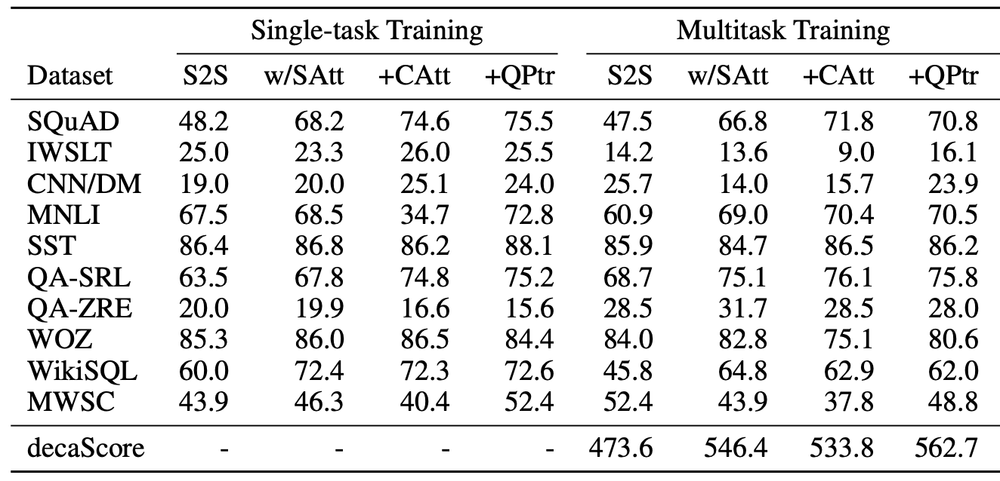 Single-task Training Multitask Training
Dataset S2S w/SAtt +CAtt +QPtr S2S w/SAtt +CAtt +QPtr
SQuAD 48.2 68.2 74.6 75.5 47.5 66.8 71.8 70.8
IWSLT 25.0 23.3 26.0 25.5 14.2 13.6 9.0 16.1
CNN/DM 19.0 20.0 25.1 24.0 25.7 14.0 15.7 23.9
MNLI 67.5 68.5 34.7 72.8 60.9 69.0 70.4 70.5
SST 86.4 86.8 86.2 88.1 85.9 84.7 86.5 86.2
QA-SRL 63.5 67.8 74.8 75.2 68.7 75.1 76.1 75.8
QA-ZRE 20.0 19.9 16.6 15.6 28.5 31.7 28.5 28.0
WOZ 85.3 86.0 86.5 84.4 84.0 82.8 75.1 80.6
WikiSQL 60.0 72.4 72.3 72.6 45.8 64.8 62.9 62.0
MWSC 43.9 46.3 40.4 52.4 52.4 43.9 37.8 48.8
decaScore - - - - 473.6 546.4 533.8 562.7